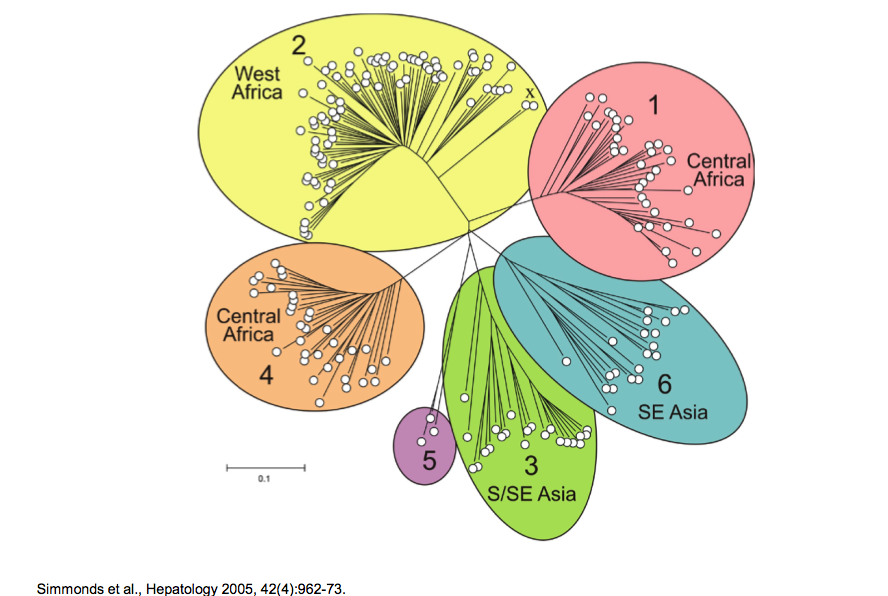 2
West
Africa
x
1
Central
Africa
Central
Africa
4
6
SE Asia
5
3
S/SE Asia
0.1
Simmonds et al., Hepatology 2005, 42(4):962-73.